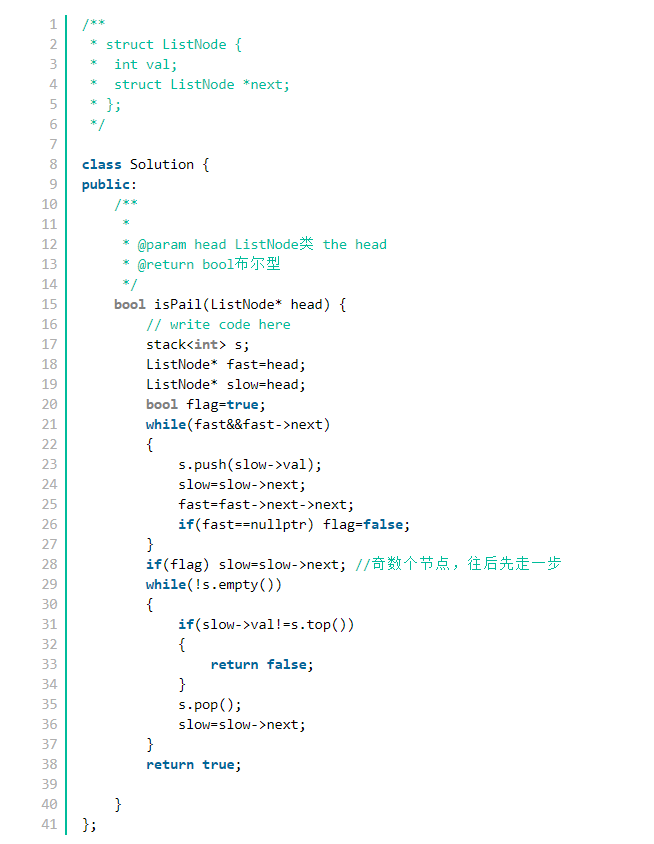 1 /**
2  * struct ListNode {
3  *  int val;
4  *  struct ListNode *next;
5  * };
6  */
7
8 class Solution {
9 public:
10     /**
11      *
12      * @param head ListNode类 the head
13      * @return bool布尔型
14      */
15     bool isPail(ListNode* head) {
16         // write code here
17         stack<int> s;
18         ListNode* fast=head;
19         ListNode* slow=head;
20         bool flag=true;
21         while(fast&&fast->next)
22         {
23             s.push(slow->val);
24             slow=slow->next;
25             fast=fast->next->next;
26             if(fast==nullptr) flag=false;
27         }
28         if(flag) slow=slow->next; //奇数个节点，往后先走一步
29         while(!s.empty())
30         {
31             if(slow->val!=s.top())
32             {
33                 return false;
34             }
35             s.pop();
36             slow=slow->next;
37         }
38         return true;
39
40     }
41 };